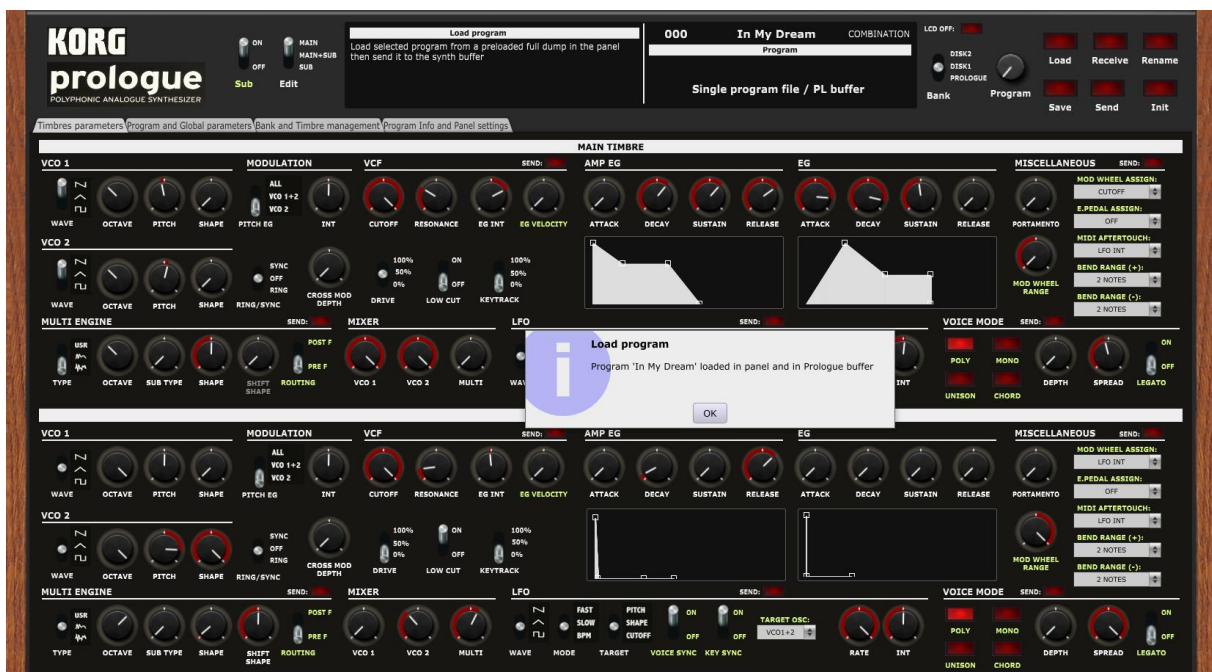 KORG
prologue
POLYPHONIC ANALOGUE SYNTHESIZER
ON
OFF
Sub
MAIN
MAIN+SUB
SUB
Edit
Load program
Load selected program from a preloaded full dump in the panel
then send it to the synth buffer
000 In My Dream COMBINATION
Program
Single program file / PL buffer
LCD OFF:
DISK2
DISK1
PROLOGUE
Bank
Program
Load Receive Rename
Save Send Init
Timbres parameters Program and Global parameters Bank and Timbre management Program Info and Panel settings
MAIN TIMBRE
VCO 1 MODULATION VCF SEND: AMP EG EG MISCELLANEOUS SEND:
ALL
VCO 1+2
VCO 2
MOD WHEEL ASSIGN:
CUTOFF
E.PEDAL ASSIGN:
OFF
WAVE OCTAVE PITCH SHAPE PITCH EG INT CUTOFF RESONANCE EG INT EG VELOCITY ATTACK DECAY SUSTAIN RELEASE ATTACK DECAY SUSTAIN RELEASE PORTAMENTO
MIDI AFTERTOUCH:
LFO INT
BEND RANGE (+):
2 NOTES
BEND RANGE (-):
2 NOTES
VCO 2
SYNC
OFF
RING
100%
50%
0%
ON
OFF
100%
50%
0%
WAVE OCTAVE PITCH SHAPE RING/SYNC CROSS MOD
DEPTH DRIVE LOW CUT KEYTRACK MOD WHEEL
RANGE
MULTI ENGINE SEND: MIXER LFO SEND: VOICE MODE SEND:
USR
POST F
PRE F
TYPE OCTAVE SUB TYPE SHAPE SHIFT
SHAPE ROUTING VCO 1 VCO 2 MULTI WAV INT
POLY MONO
UNISON CHORD
DEPTH SPREAD LEGATO
ON
OFF
Load program
Program 'In My Dream' loaded in panel and in Prologue buffer
OK
VCO 1 MODULATION VCF SEND: AMP EG EG MISCELLANEOUS SEND:
ALL
VCO 1+2
VCO 2
MOD WHEEL ASSIGN:
LFO INT
E.PEDAL ASSIGN:
OFF
WAVE OCTAVE PITCH SHAPE PITCH EG INT CUTOFF RESONANCE EG INT EG VELOCITY ATTACK DECAY SUSTAIN RELEASE ATTACK DECAY SUSTAIN RELEASE PORTAMENTO
MIDI AFTERTOUCH:
LFO INT
BEND RANGE (+):
2 NOTES
BEND RANGE (-):
2 NOTES
VCO 2
SYNC
OFF
RING
100%
50%
0%
ON
OFF
100%
50%
0%
WAVE OCTAVE PITCH SHAPE RING/SYNC CROSS MOD
DEPTH DRIVE LOW CUT KEYTRACK MOD WHEEL
RANGE
MULTI ENGINE SEND: MIXER LFO SEND: VOICE MODE SEND:
USR
POST F
PRE F
FAST
SLOW
BPM
PITCH
SHAPE
CUTOFF
ON
OFF
ON
OFF
TARGET OSC:
VCO1+2
TYPE OCTAVE SUB TYPE SHAPE SHIFT
SHAPE ROUTING VCO 1 VCO 2 MULTI WAVE MODE TARGET VOICE SYNC KEY SYNC RATE INT
POLY MONO
UNISON CHORD
DEPTH SPREAD LEGATO
ON
OFF